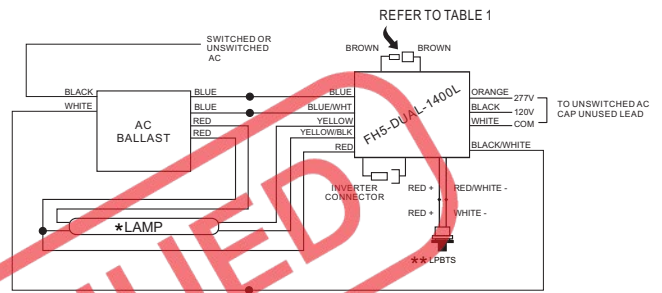 REFER TO TABLE 1
SWITCHED OR
UNSWITCHED
AC
BROWN
BROWN
BLACK
WHITE
AC
BALLAST
BLUE
BLUE
RED
RED
BLUE
BLUE/WHT
YELLOW
YELLOW/BLK
RED
FH5-DUAL-1400L
ORANGE
BLACK
WHITE
BLACK/WHITE
277V
120V
COM
TO UNSWITCHED AC
CAP UNUSED LEAD
INVERTER
CONNECTOR
RED +
RED/WHITE -
RED +
WHITE -
*LAMP
**LPBTS